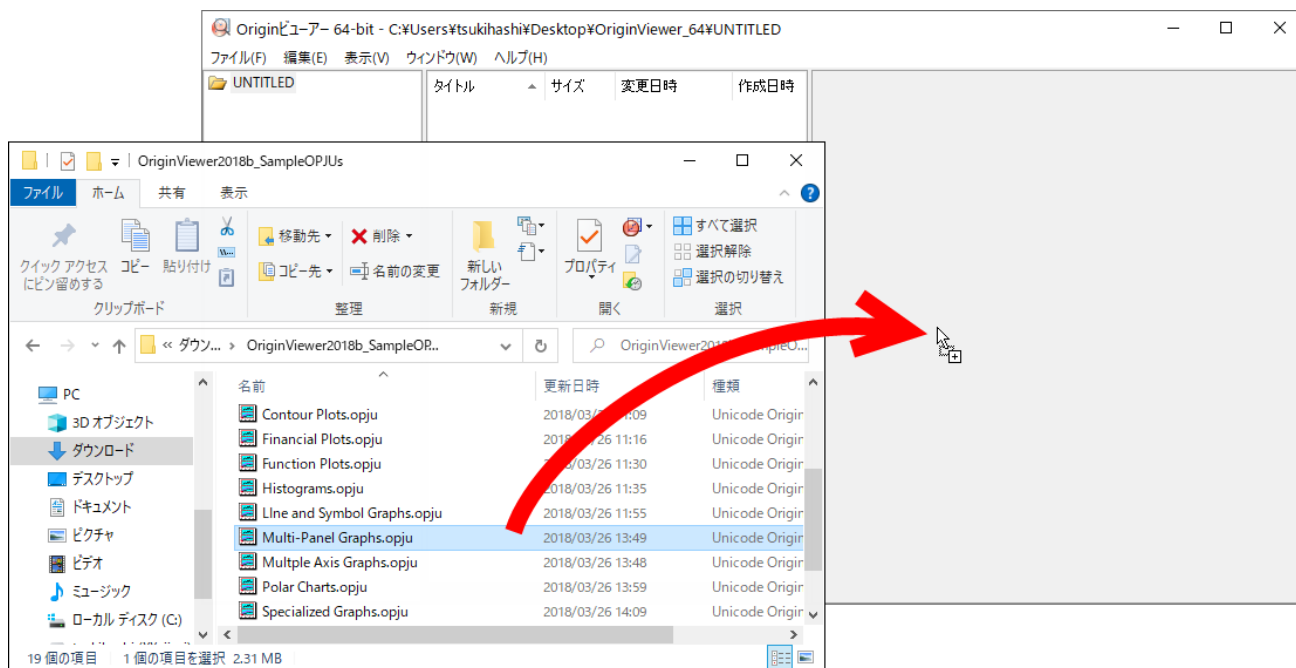 Originビューアー 64-bit - C:¥Users¥tsukihashi¥Desktop¥OriginViewer_64¥UNTITLED
ファイル(F) 編集(E) 表示(V) ウィンドウ(W) ヘルプ(H)
UNTITLED
タイトル サイズ 変更日時 作成日時
OriginViewer2018b_SampleOPJUs
ファイル ホーム 共有 表示
クイック アクセス
にピン留めする
コピー 貼り付け
移動先 削除
コピー先 名前の変更
新しい
フォルダー
プロパティ
すべて選択
選択解除
選択の切り替え
クリップボード 整理 新規 開く 選択
« ダウン... › OriginViewer2018b_SampleOP...
名前 更新日時 種類
PC
3D オブジェクト
ダウンロード
デスクトップ
ドキュメント
ピクチャ
ビデオ
ミュージック
ローカル ディスク (C:)
Contour Plots.opju 2018/03/ Unicode Origin
Financial Plots.opju 2018/03/26 11:16 Unicode Origin
Function Plots.opju 2018/03/26 11:30 Unicode Origin
Histograms.opju 2018/03/26 11:35 Unicode Origin
LIne and Symbol Graphs.opju 2018/03/26 11:55 Unicode Origin
Multi-Panel Graphs.opju 2018/03/26 13:49 Unicode Origin
Multple Axis Graphs.opju 2018/03/26 13:48 Unicode Origin
Polar Charts.opju 2018/03/26 13:59 Unicode Origin
Specialized Graphs.opju 2018/03/26 14:09 Unicode Origin
19 個の項目 1 個の項目を選択 2.31 MB